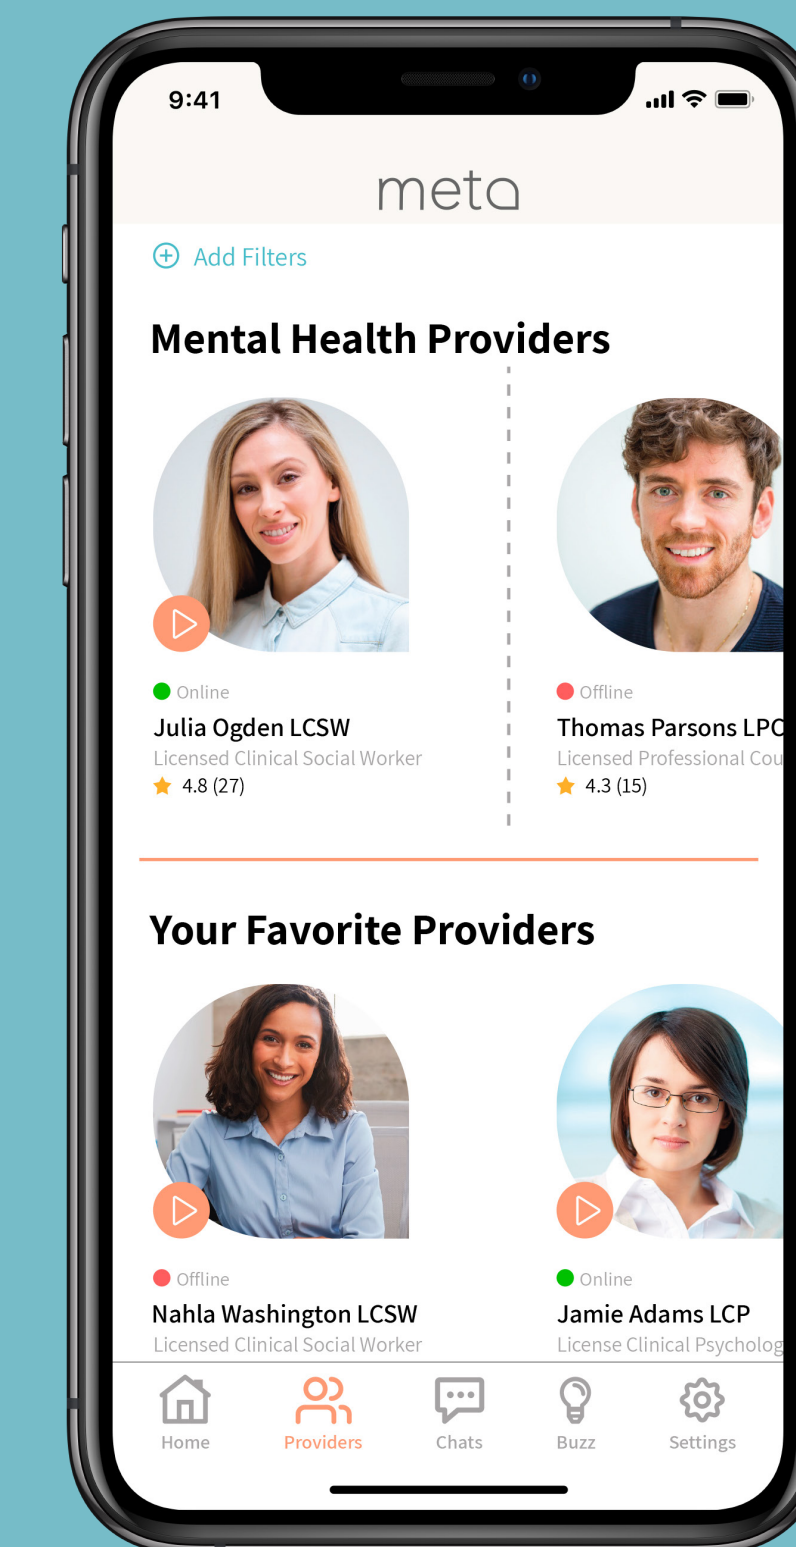 9:41
meta
Add Filters
Mental Health Providers
Online
Julia Ogden LCSW
Licensed Clinical Social Worker
4.8 (27)
Offline
Thomas Parsons LPC
Licensed Professional Cou
4.3 (15)
Your Favorite Providers
Offline
Nahla Washington LCSW
Licensed Clinical Social Worker
Online
Jamie Adams LCP
License Clinical Psycholog
Home
Providers
Chats
Buzz
Settings